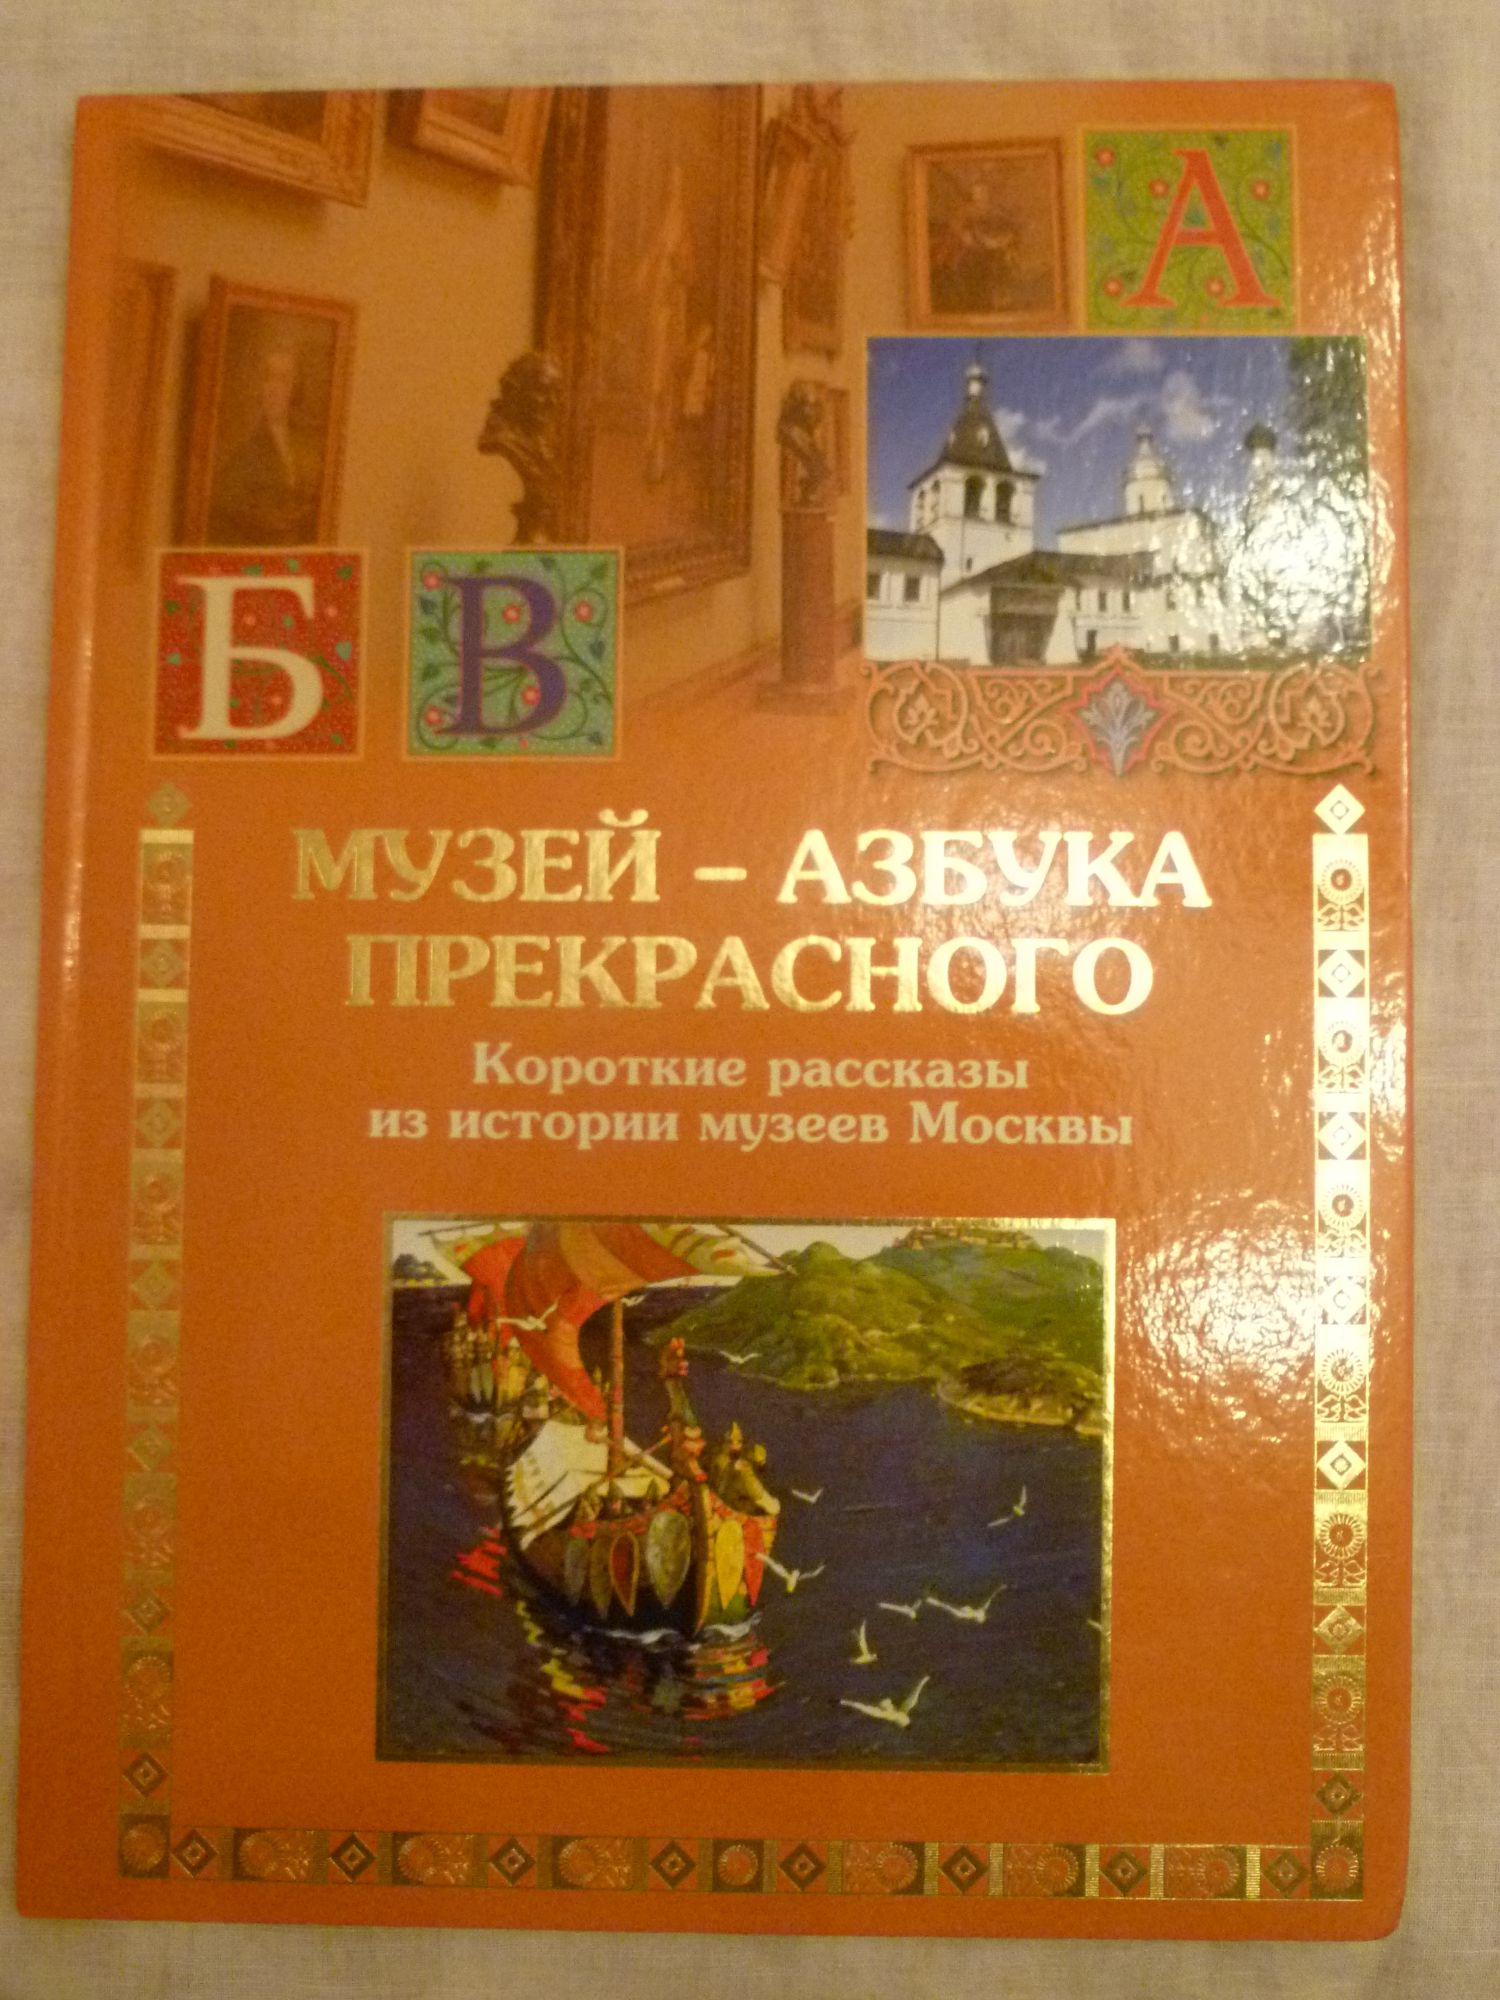 А
Б В
МУЗЕЙ – АЗБУКА
ПРЕКРАСНОГО
Короткие рассказы
из истории музеев Москвы